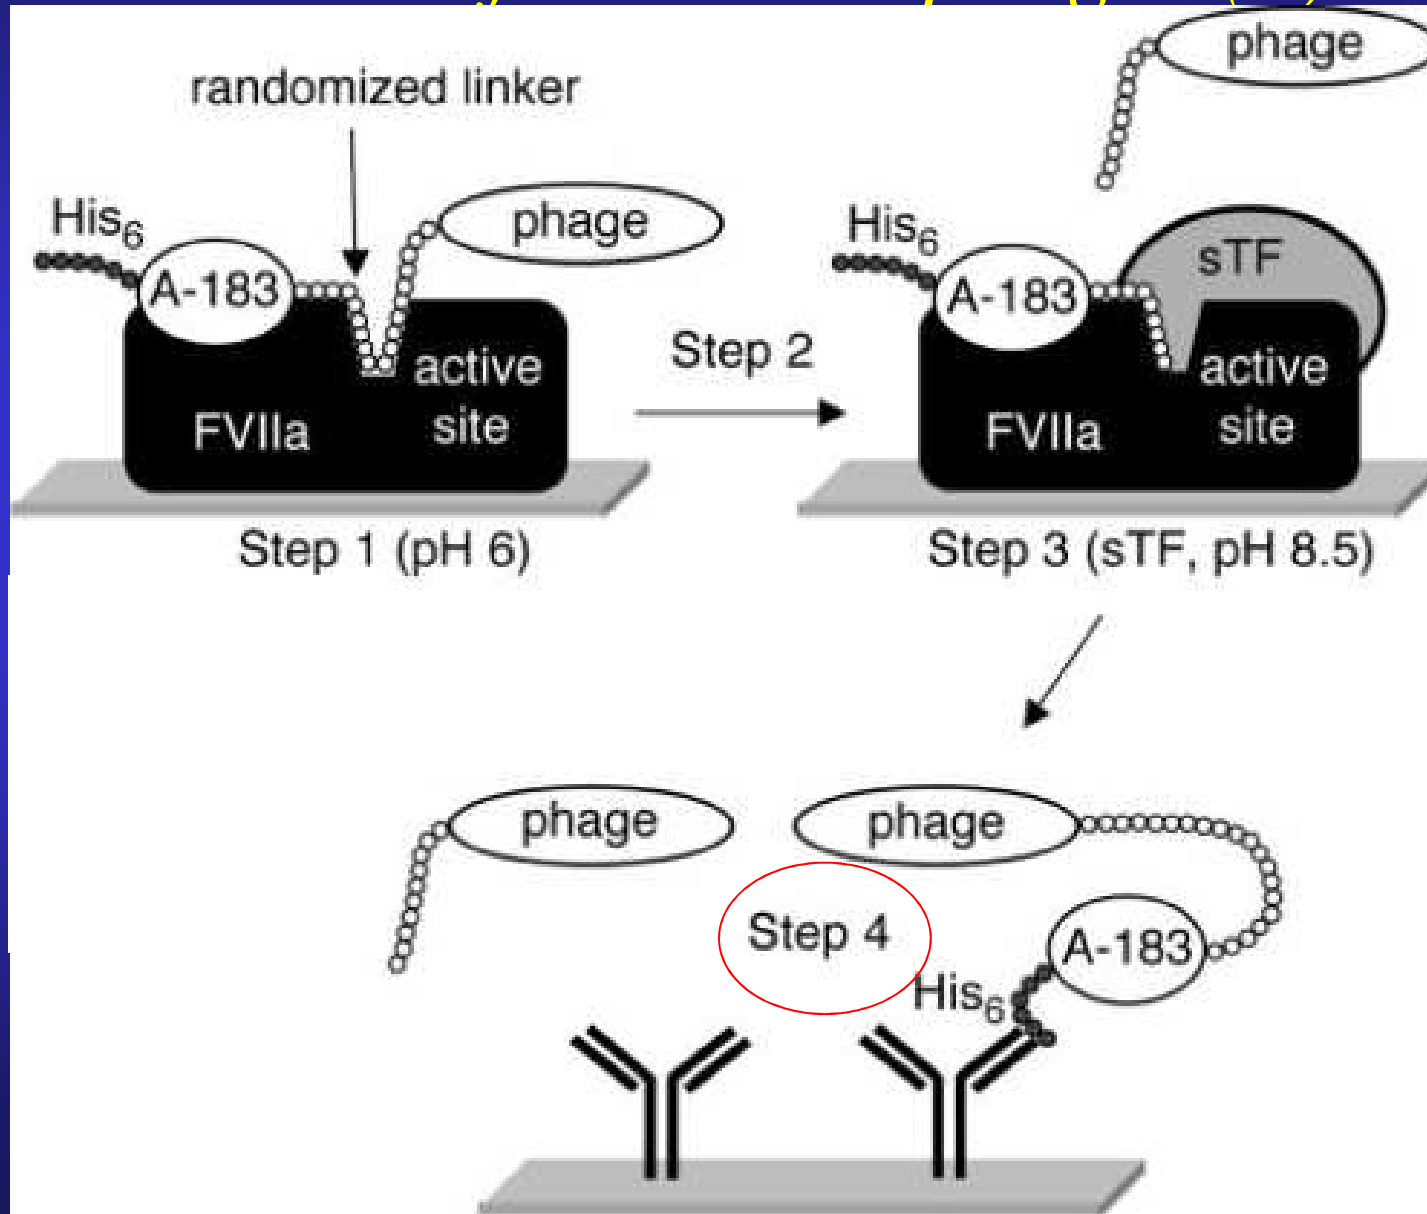 phage
randomized linker
His6
phage
A-183
active
site
FVIIa
Step 1 (pH 6)
Step 2
His6
sTF
A-183
active
site
FVIIa
Step 3 (sTF, pH 8.5)
phage
phage
Step 4
A-183
His6